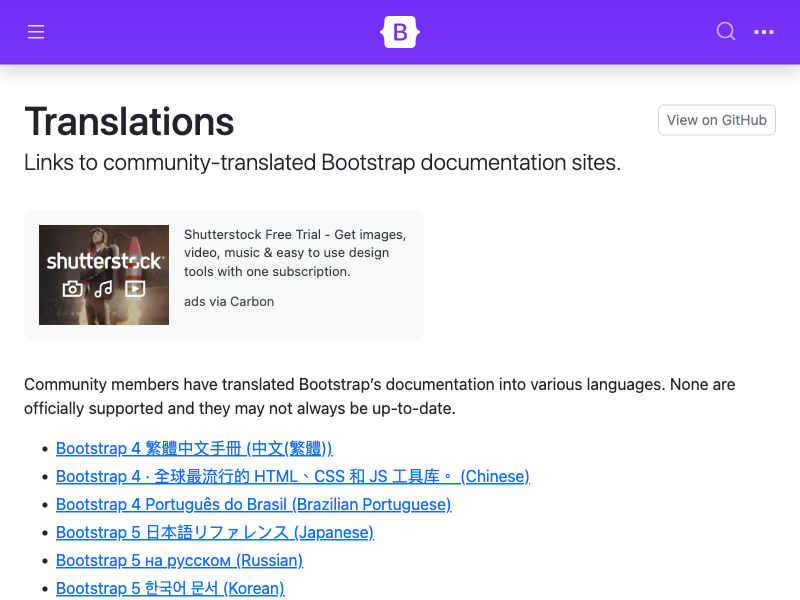 B
Translations
View on GitHub
Links to community-translated Bootstrap documentation sites.
shutterstock
Shutterstock Free Trial - Get images,
video, music & easy to use design
tools with one subscription.
ads via Carbon
Community members have translated Bootstrap’s documentation into various languages. None are
officially supported and they may not always be up-to-date.
Bootstrap 4 繁體中文手冊 (中文(繁體))
Bootstrap 4 · 全球最流行的 HTML、CSS 和 JS 工具库。 (Chinese)
Bootstrap 4 Português do Brasil (Brazilian Portuguese)
Bootstrap 5 日本語リファレンス (Japanese)
Bootstrap 5 на русском (Russian)
Bootstrap 5 한국어 문서 (Korean)